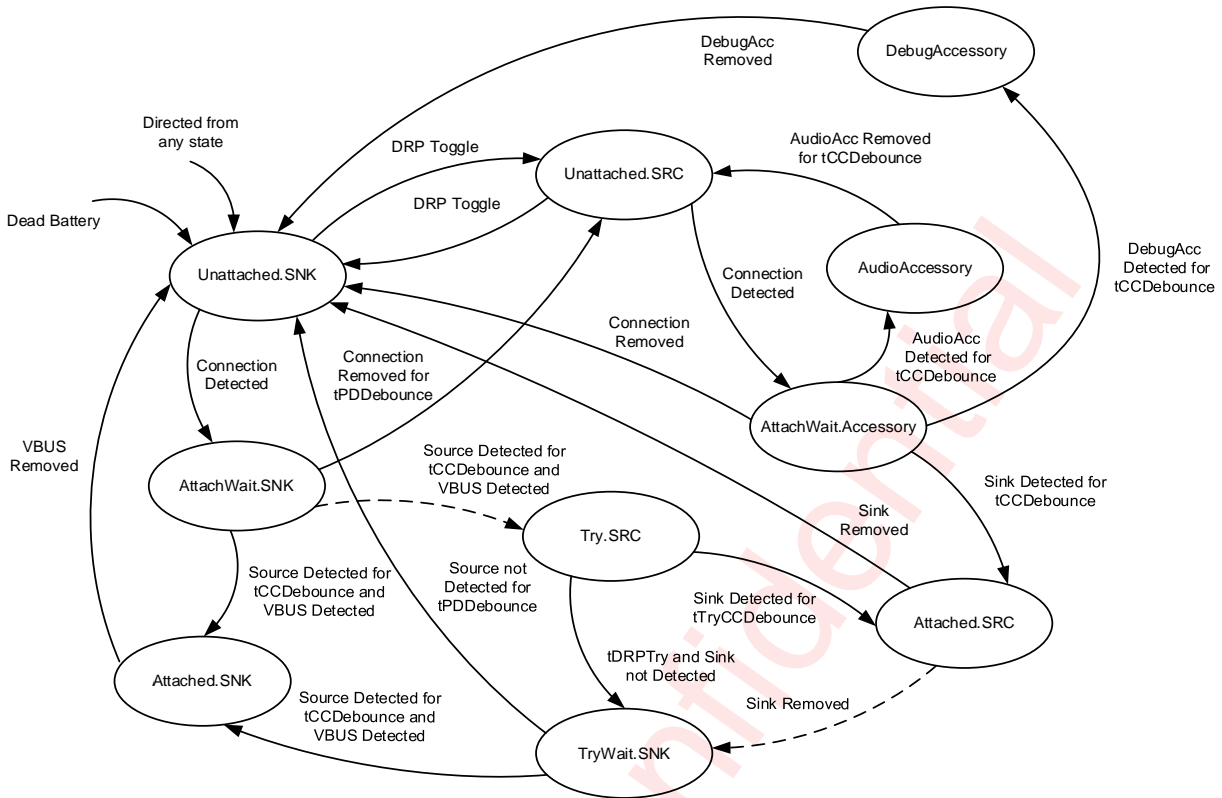 DebugAccessory
DebugAcc
Removed
Directed from
any state
DRP Toggle
AudioAcc Removed
for tCCDebounce
Unattached.SRC
DRP Toggle
Dead Battery
Unattached.SNK
AudioAccessory
DebugAcc
Detected for
tCCDebounce
Connection
Detected
Connection
Removed
AudioAcc
Detected for
tCCDebounce
Connection
Detected
Connection
Removed for
tPDDebounce
AttachWait.Accessory
VBUS
Removed
AttachWait.SNK
Source Detected for
tCCDebounce and
VBUS Detected
Sink Detected for
tCCDebounce
Sink
Removed
Try.SRC
Source Detected for
tCCDebounce and
VBUS Detected
Source not
Detected for
tPDDebounce
Sink Detected for
tTryCCDebounce
Attached.SRC
Attached.SNK
tDRPTry and Sink
not Detected
Source Detected for
tCCDebounce and
VBUS Detected
Sink Removed
TryWait.SNK
nfidential